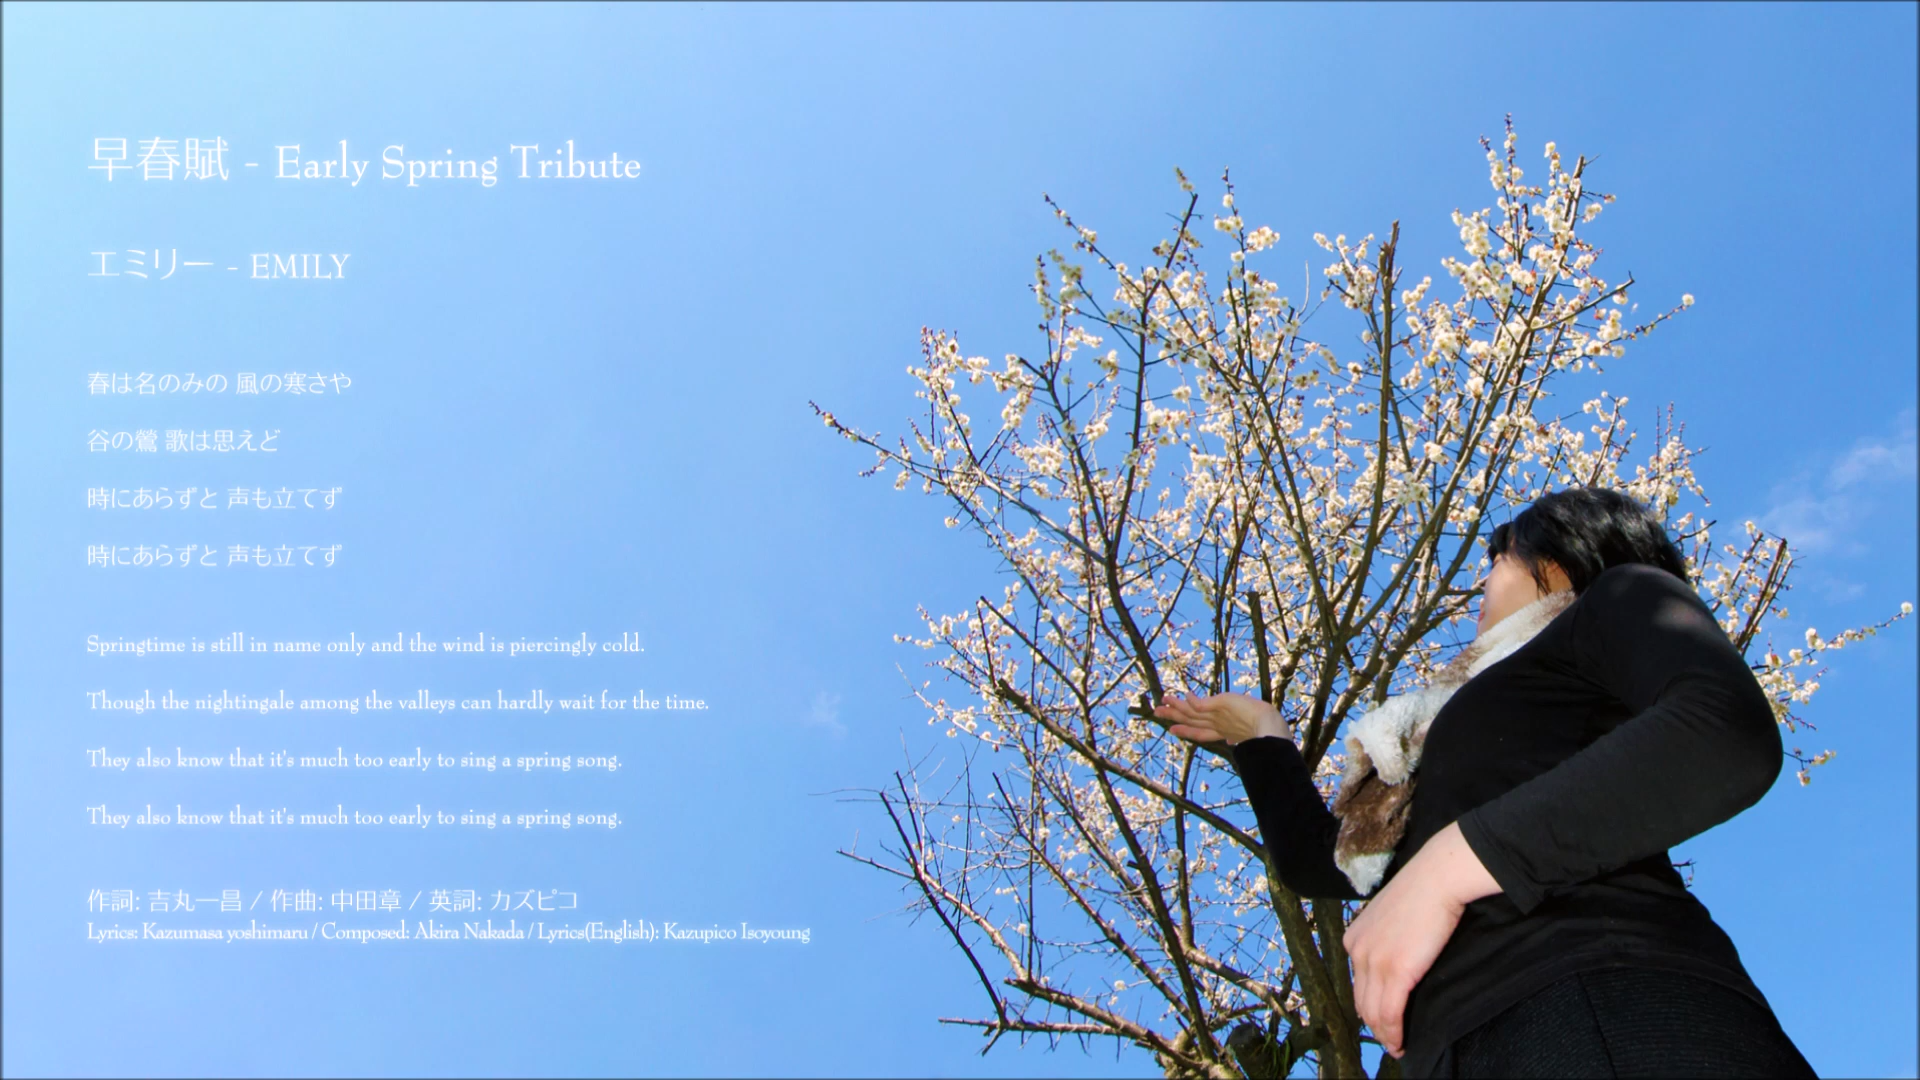 早春賦 - Early Spring Tribute
エミリー - EMILY
春は名のみの 風の寒さや
谷の鶯 歌は思えど
時にあらずと 声も立てず
時にあらずと 声も立てず
Springtime is still in name only and the wind is piercingly cold.
Though the nightingale among the valleys can hardly wait for the time.
They also know that it's much too early to sing a spring song.
They also know that it's much too early to sing a spring song.
作詞: 吉丸一昌 / 作曲: 中田章 / 英詞: カズピコ
Lyrics: Kazumasa yoshimaru / Composed: Akira Nakada / Lyrics(English): Kazupico Isoyoung